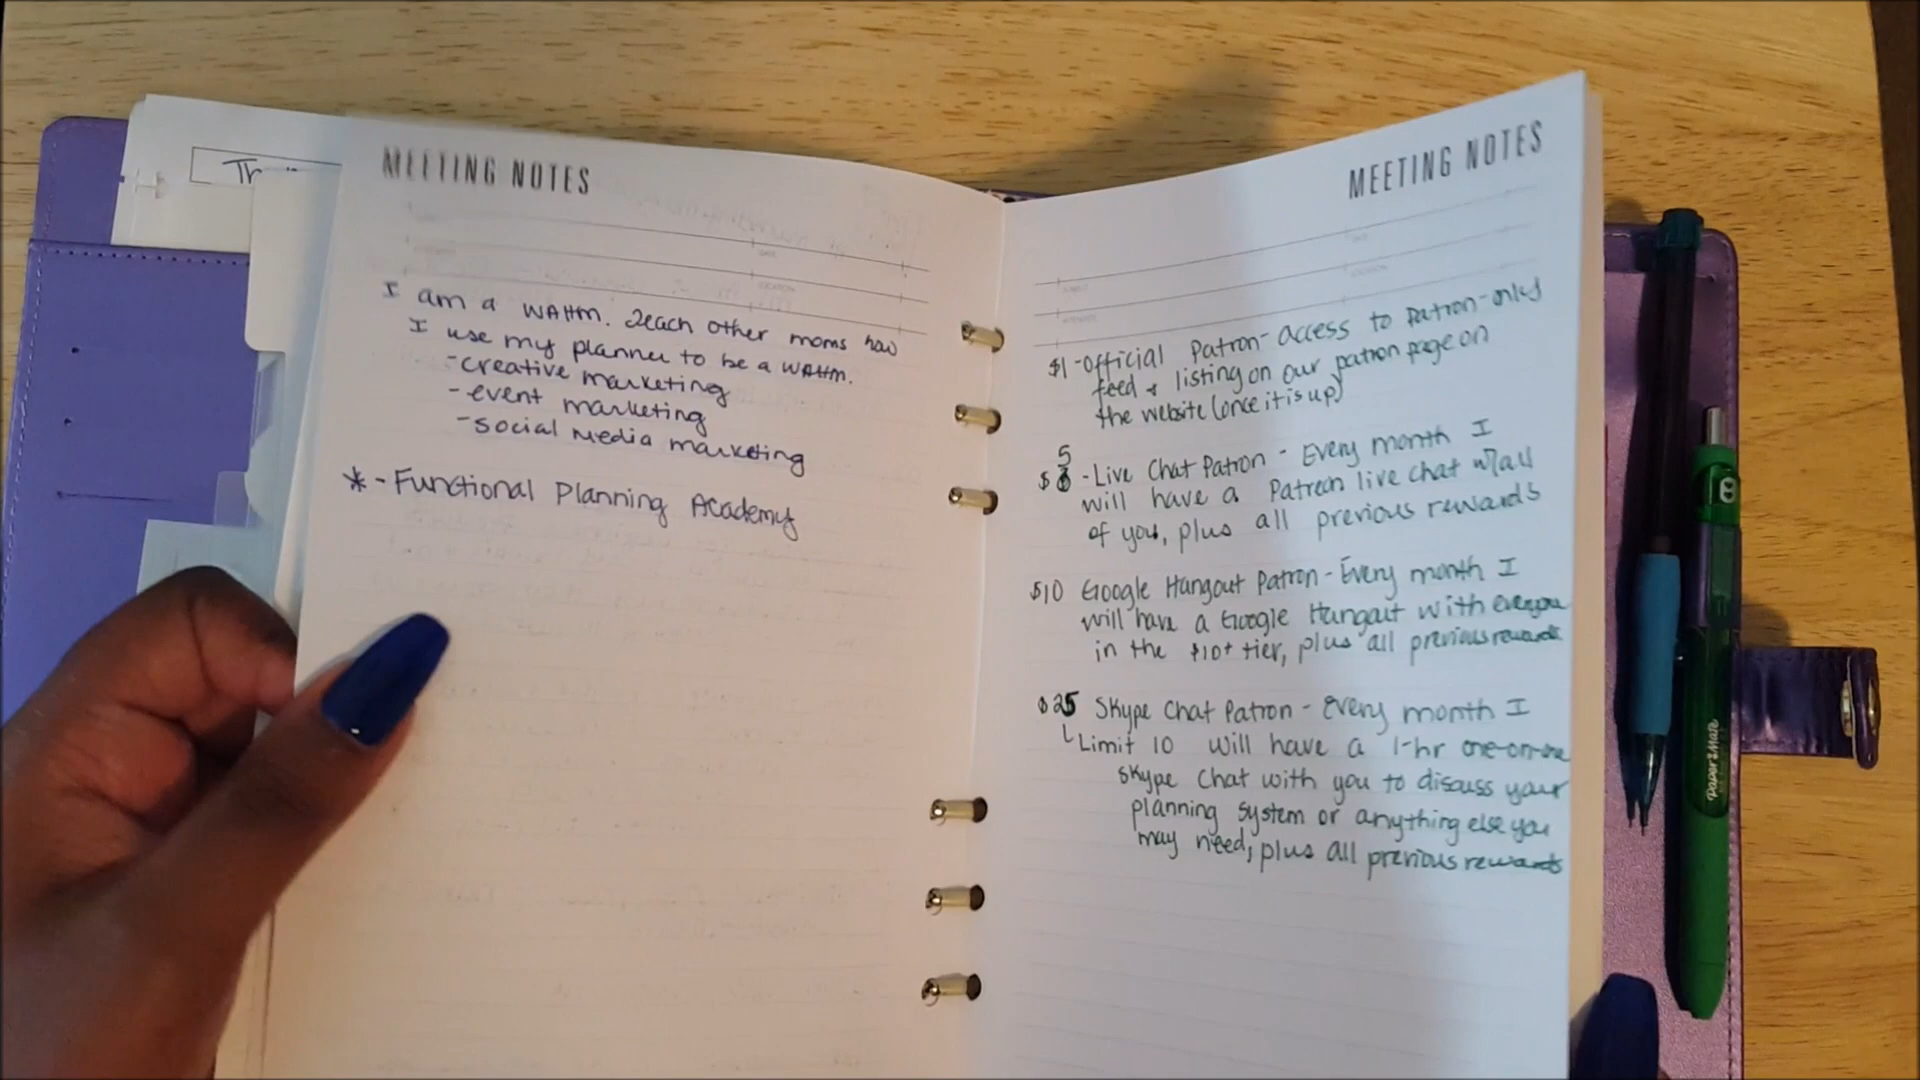 Th
MEETING NOTES
I am a WAHM. Teach other moms how
I use my planner to be a WAHM.
- creative marketing
- event marketing
- social media marketing
* - Functional Planning Academy
MEETING NOTES
$1 - Official Patron - access to Patron-only
feed & listing on our patron page on
the website (once it is up)
$5 - Live Chat Patron - Every month I
will have a Patreon live chat w/all
of you, plus all previous rewards
$10 Google Hangout Patron - Every month I
will have a Google Hangout with everyone
in the $10+ tier, plus all previous rewards
$25 Skype Chat Patron - every month I
Limit 10 will have a 1-hr one-on-one
skype chat with you to discuss your
planning system or anything else you
may need, plus all previous rewards
PaperMate